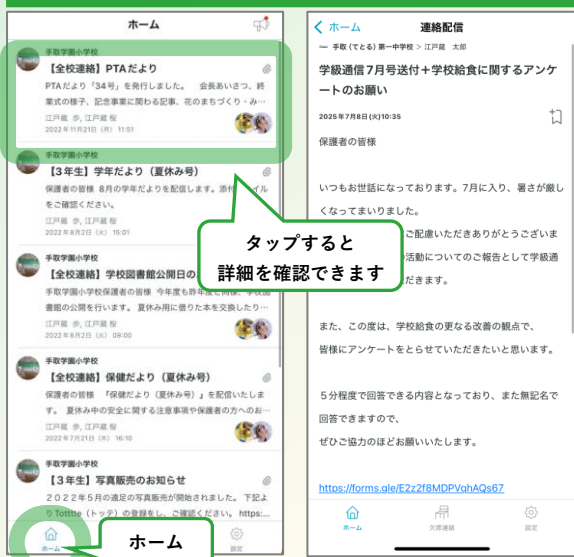 ホーム
手取学園小学校
【全校連絡】PTAだより
PTAだより「34号」を発行しました。 会長あいさつ、終
業式の様子、記念事業に関わる記事、花のまちづくり・み…
江戸蔵 歩, 江戸蔵 桜
2022年11月21日（月） 11:51
手取学園小学校
【3年生】学年だより（夏休み号）
保護者の皆様 8月の学年だよりを配信します。添付
イル
をご確認ください。
江戸蔵 歩, 江戸蔵 桜
2022年8月2日（火） 15:01
手取学園小学校
【全校連絡】学校図書館公開日の
手取学園小学校保護者の皆様 今年度も昨年度と同様、学校図
書館の公開を行います。 夏休み用に借りた本を交換したり…
江戸蔵 歩, 江戸蔵 桜
2022年8月2日（火） 09:00
手取学園小学校
【全校連絡】保健だより（夏休み号）
保護者の皆様 『保健だより（夏休み号）』を配信いたしま
す。 夏休み中の安全に関する注意事項や保護者の方へのお…
江戸蔵 歩, 江戸蔵 桜
2022年7月21日（木） 16:10
手取学園小学校
【3年生】写真販売のお知らせ
２０２２年５月の遠足の写真販売が開始されました。 下記よ
り Totttte（トッテ）の登録をし、ご確認ください。 https:...
ホーム
設定
ホーム
タップすると
詳細を確認できます
ホーム
連絡配信
手取（てとる）第一中学校 > 江戸蔵 太郎
学級通信7月号送付＋学校給食に関するアンケ
ートのお願い
2025年7月8日(火)10:35
保護者の皆様
いつもお世話になっております。7月に入り、暑さが厳し
くなってまいりました。
ご配慮いただきありがとうございま
活動についてのご報告として学級通
だきます。
また、この度は、学校給食の更なる改善の観点で、
皆様にアンケートをとらせていただきたいと思います。
５分程度で回答できる内容となっており、また無記名で
回答できますので、
ぜひご協力のほどお願いいたします。
https://forms.gle/E2z2f8MDPVqhAQs67
ホーム
欠席連絡
設定